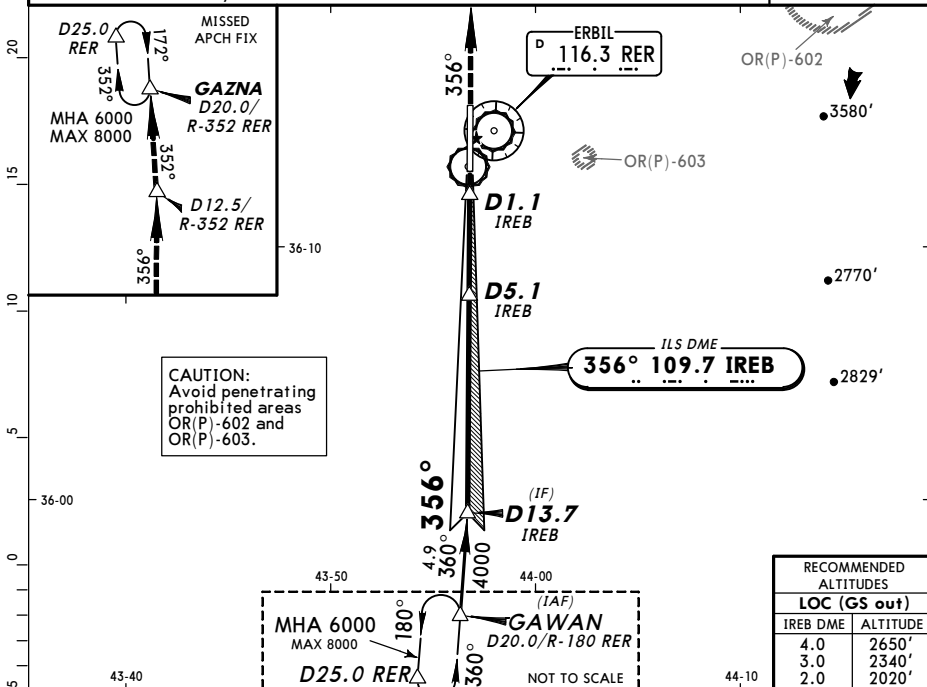 MISSED
APCH FIX
D25.0
RER
172°
352°
GAZNA
D20.0/
R-352 RER
MHA 6000
MAX 8000
352°
D12.5/
R-352 RER
356°
20
15
10
5
0
5
356°
ERBIL
D 116.3 RER
OR(P)-602
3580'
OR(P)-603
D1.1
IREB
36-10
2770'
D5.1
IREB
ILS DME
356° 109.7 IREB
2829'
CAUTION:
Avoid penetrating
prohibited areas
OR(P)-602 and
OR(P)-603.
356°
36-00
(IF)
D13.7
IREB
4.9
360°
4000
43-50
44-00
(IAF)
GAWAN
D20.0/R-180 RER
MHA 6000
MAX 8000
180°
D25.0 RER
360°
NOT TO SCALE
43-40
44-10
RECOMMENDED
ALTITUDES
LOC (GS out)
IREB DME ALTITUDE
4.0 2650'
3.0 2340'
2.0 2020'